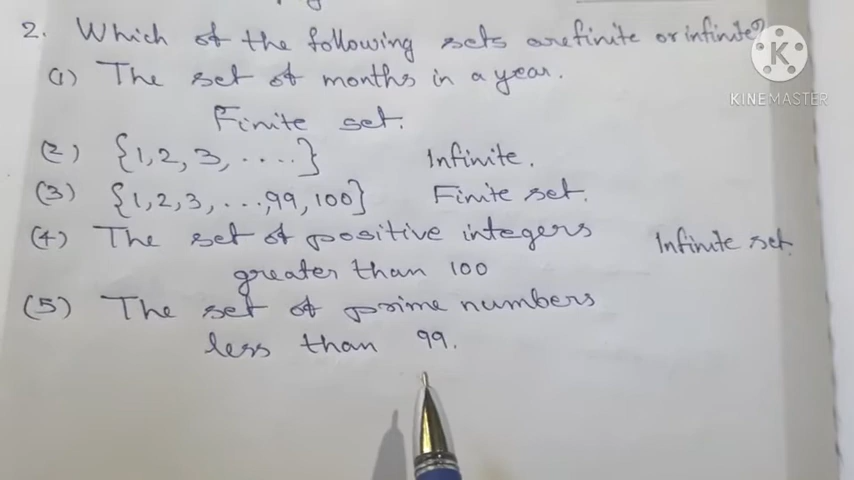 2. Which of the following sets are finite or infinite?
(1) The set of months in a year.
Finite set.
(2) {1, 2, 3, .....} Infinite.
(3) {1, 2, 3, ..., 99, 100} Finite set.
(4) The set of positive integers Infinite set.
greater than 100
(5) The set of prime numbers
less than 99.
K
KINEMASTER